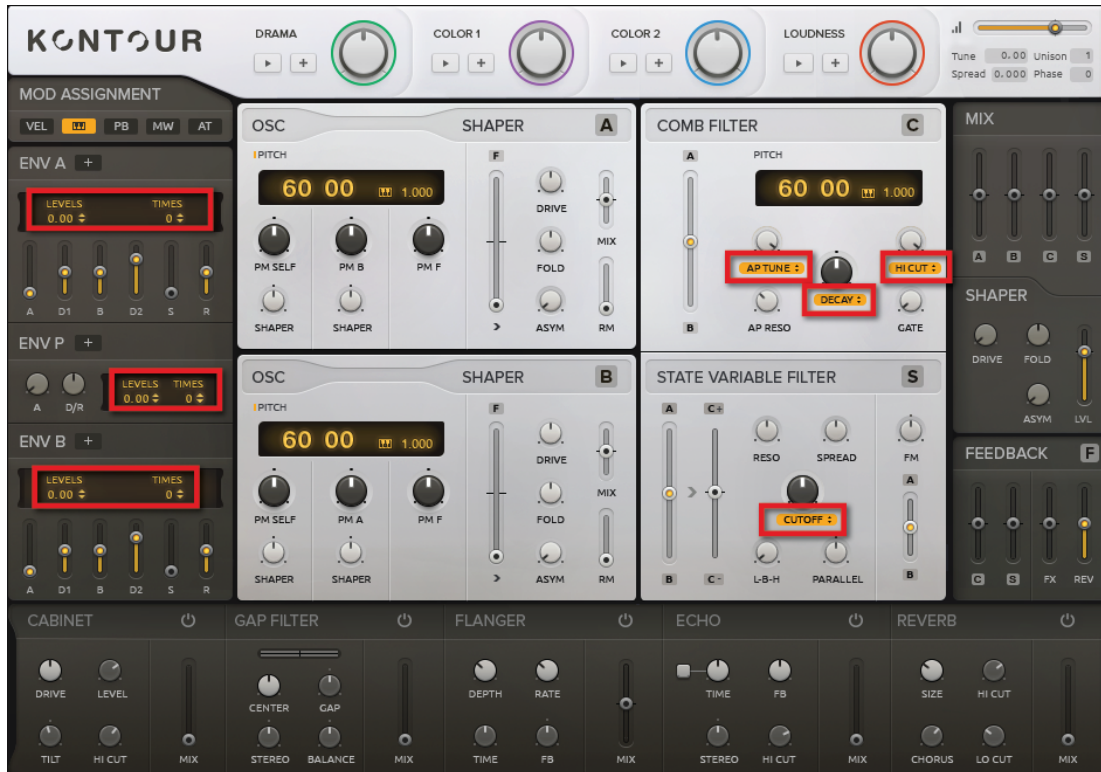 KONTOUR
DRAMA
COLOR 1
COLOR 2
LOUDNESS
Tune 0.00 Unison 1
Spread 0.000 Phase 0
MOD ASSIGNMENT
VEL PB MW AT
ENV A +
LEVELS TIMES
0.00 0
A D1 B D2 S R
ENV P +
LEVELS TIMES
0.00 0
A D/R
ENV B +
LEVELS TIMES
0.00 0
A D1 B D2 S R
OSC SHAPER A
PITCH F
60 00 1.000
DRIVE
MIX
PM SELF PM B PM F
FOLD
SHAPER SHAPER > ASYM RM
OSC SHAPER B
PITCH F
60 00 1.000
DRIVE
MIX
PM SELF PM A PM F
FOLD
SHAPER SHAPER > ASYM RM
COMB FILTER C
A PITCH
60 00 1.000
AP TUNE HI CUT
DECAY
B AP RESO GATE
STATE VARIABLE FILTER S
A C+
RESO SPREAD FM
A
>
CUTOFF
B C- L-B-H PARALLEL B
MIX
A B C S
SHAPER
DRIVE FOLD
ASYM LVL
FEEDBACK F
C S FX REV
CABINET
DRIVE LEVEL
TILT HI CUT MIX
GAP FILTER
CENTER GAP
STEREO BALANCE MIX
FLANGER
DEPTH RATE
TIME FB MIX
ECHO
TIME FB
STEREO HI CUT MIX
REVERB
SIZE HI CUT
CHORUS LO CUT MIX